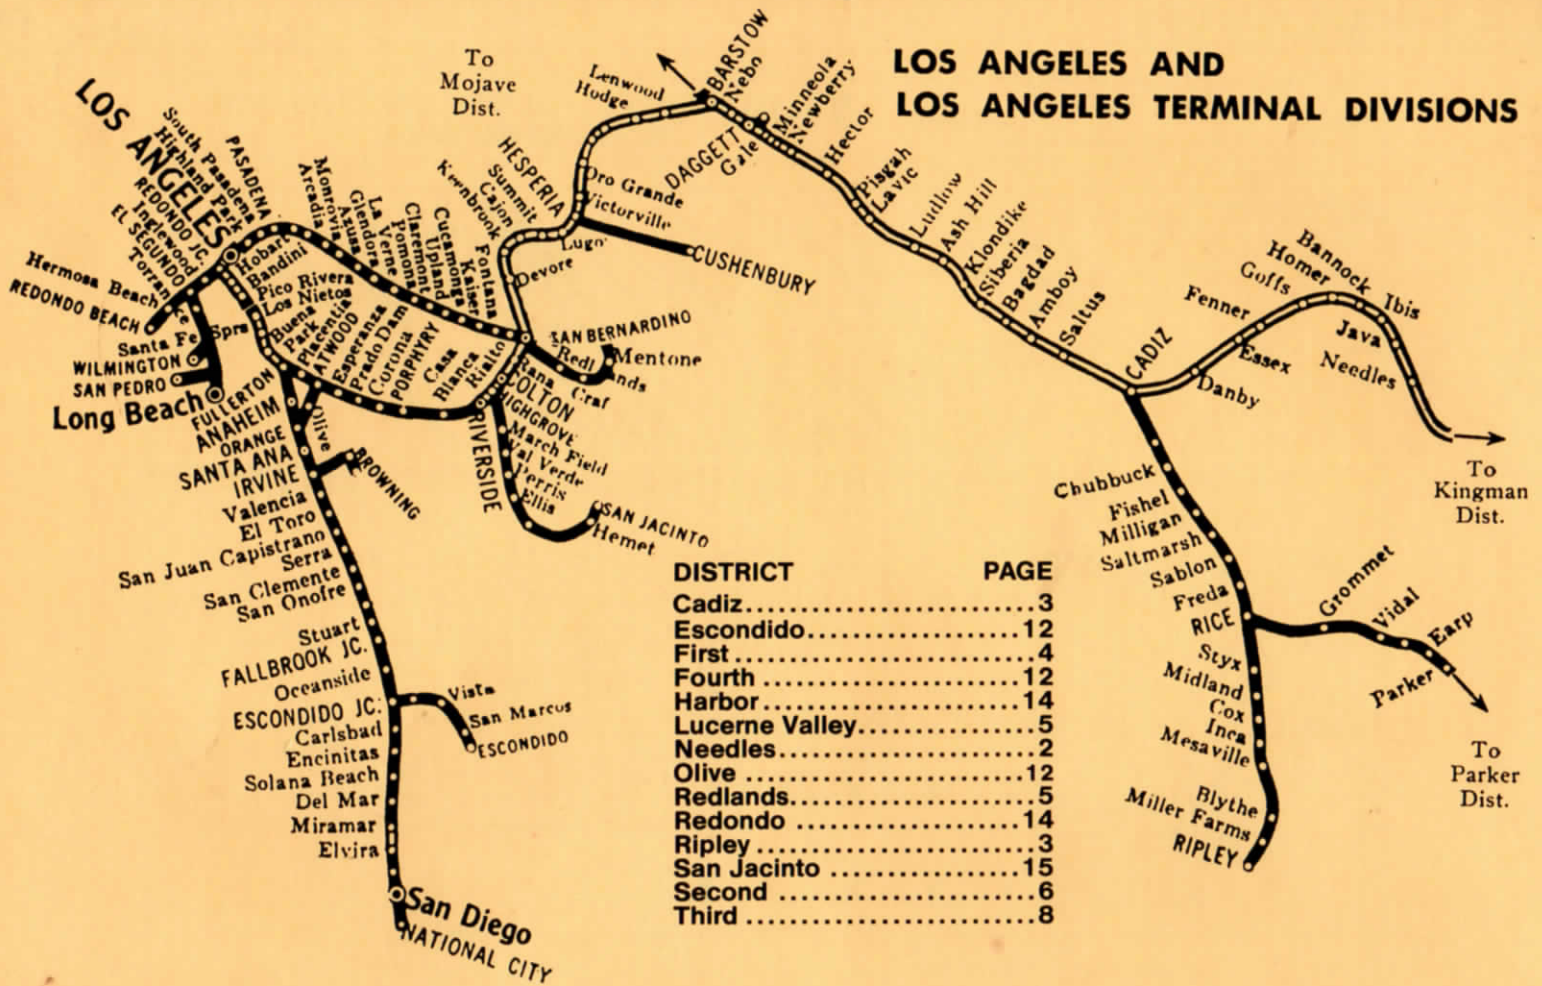 LOS ANGELES AND
LOS ANGELES TERMINAL DIVISIONS
To
Mojave
Dist.
BARSTOW
Nebo
Lenwood
Hodge
DAGGETT
Gale
Minneola
Newberry
Hector
Pisgah
Lavic
Ludlow
Ash Hill
Klondike
Siberia
Bagdad
Amboy
Saltus
CADIZ
Danby
Essex
Fenner
Goffs
Homer
Bannock
Ibis
Java
Needles
To
Kingman
Dist.
Oro Grande
Victorville
HESPERIA
Lugo
CUSHENBURY
Summit
Cajon
Keenbrook
Devore
LOS
ANGELES
South Pasadena
Highland Park
PASADENA
Arcadia
Monrovia
Azusa
Glendora
La Verne
Pomona
Claremont
Upland
Cucamonga
Kaiser
Fontana
REDONDO JC.
Inglewood
EL SEGUNDO
Torrance
Hermosa Beach
REDONDO BEACH
Hobart
Bandini
Pico Rivera
Los Nietos
Santa Fe Sprs
Buena
Park
Placentia
ATWOOD
Esperanza
Prado Dam
Corona
PORPHYRY
Casa
Blanca
Rialto
SAN BERNARDINO
Redlands
Mentone
Rana
Craf
COLTON
HIGHGROVE
RIVERSIDE
March Field
Val Verde
Perris
Ellis
SAN JACINTO
Hemet
WILMINGTON
SAN PEDRO
Long Beach
FULLERTON
ANAHEIM
ORANGE
Olive
SANTA ANA
IRVINE
BROWNING
Valencia
El Toro
San Juan Capistrano
Serra
San Clemente
San Onofre
Stuart
FALLBROOK JC.
Oceanside
ESCONDIDO JC.
Vista
San Marcus
ESCONDIDO
Carlsbad
Encinitas
Solana Beach
Del Mar
Miramar
Elvira
San Diego
NATIONAL CITY
Chubbuck
Fishel
Milligan
Saltmarsh
Sablon
Freda
RICE
Grommet
Vidal
Earp
Parker
To
Parker
Dist.
Styx
Midland
Cox
Inca
Mesaville
Blythe
Miller Farms
RIPLEY
DISTRICT PAGE
Cadiz........................3
Escondido..................12
First.........................4
Fourth......................12
Harbor......................14
Lucerne Valley...............5
Needles......................2
Olive.......................12
Redlands.....................5
Redondo.....................14
Ripley.......................3
San Jacinto.................15
Second.......................6
Third........................8